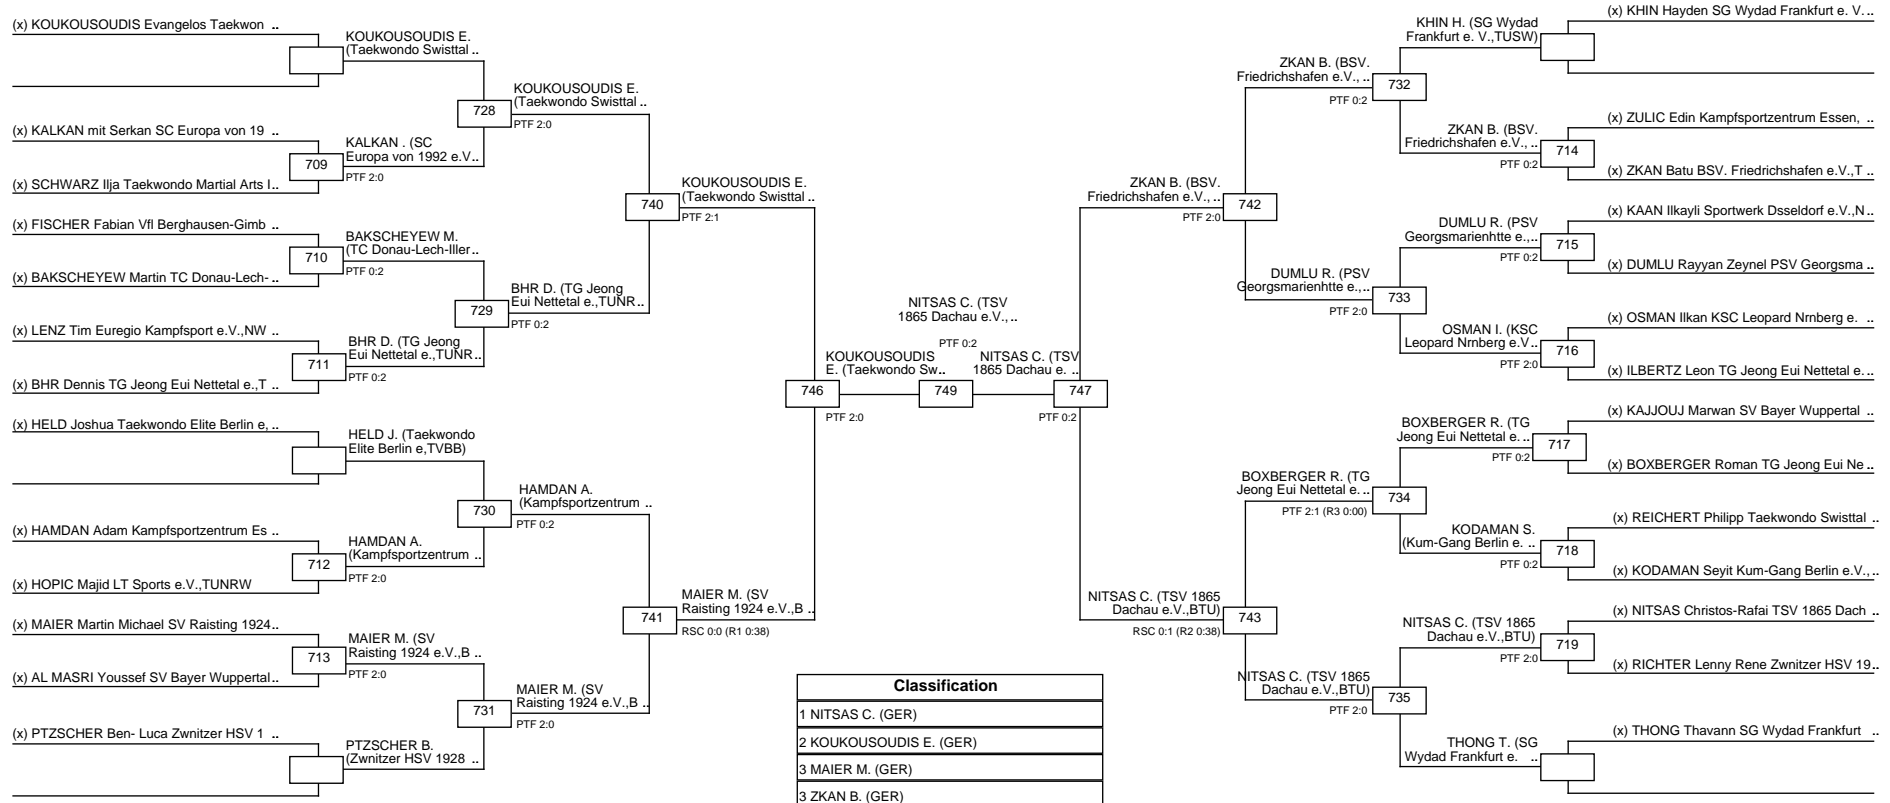 (x) KOUKOUSOUDIS Evangelos Taekwon ..
KOUKOUSOUDIS E.
(Taekwondo Swisttal ..
KOUKOUSOUDIS E.
(Taekwondo Swisttal ..
728
PTF 2:0
(x) KALKAN mit Serkan SC Europa von 19 ..
KALKAN . (SC
Europa von 1992 e.V..
709
PTF 2:0
(x) SCHWARZ Ilja Taekwondo Martial Arts I..
KOUKOUSOUDIS E.
(Taekwondo Swisttal ..
740
PTF 2:1
(x) FISCHER Fabian Vfl Berghausen-Gimb ..
BAKSCHEYEW M.
(TC Donau-Lech-Iller..
710
PTF 0:2
(x) BAKSCHEYEW Martin TC Donau-Lech- ..
BHR D. (TG Jeong
Eui Nettetal e.,TUNR..
729
PTF 0:2
(x) LENZ Tim Euregio Kampfsport e.V.,NW ..
BHR D. (TG Jeong
Eui Nettetal e.,TUNR..
711
PTF 0:2
(x) BHR Dennis TG Jeong Eui Nettetal e.,T ..
(x) HELD Joshua Taekwondo Elite Berlin e, ..
HELD J. (Taekwondo
Elite Berlin e,TVBB)
HAMDAN A.
(Kampfsportzentrum ..
730
PTF 0:2
(x) HAMDAN Adam Kampfsportzentrum Es ..
HAMDAN A.
(Kampfsportzentrum ..
712
PTF 2:0
(x) HOPIC Majid LT Sports e.V.,TUNRW
MAIER M. (SV
Raisting 1924 e.V.,B ..
741
RSC 0:0 (R1 0:38)
(x) MAIER Martin Michael SV Raisting 1924..
MAIER M. (SV
Raisting 1924 e.V.,B ..
713
PTF 2:0
(x) AL MASRI Youssef SV Bayer Wuppertal..
MAIER M. (SV
Raisting 1924 e.V.,B ..
731
PTF 2:0
(x) PTZSCHER Ben- Luca Zwnitzer HSV 1 ..
PTZSCHER B.
(Zwnitzer HSV 1928 ..
NITSAS C. (TSV
1865 Dachau e.V., ..
PTF 0:2
KOUKOUSOUDIS
E. (Taekwondo Sw..
NITSAS C. (TSV
1865 Dachau e. ..
746
749
747
PTF 2:0
PTF 0:2
Classification
1 NITSAS C. (GER)
2 KOUKOUSOUDIS E. (GER)
3 MAIER M. (GER)
3 ZKAN B. (GER)
(x) KHIN Hayden SG Wydad Frankfurt e. V...
KHIN H. (SG Wydad
Frankfurt e. V.,TUSW)
ZKAN B. (BSV.
Friedrichshafen e.V., ..
732
PTF 0:2
(x) ZULIC Edin Kampfsportzentrum Essen, ..
ZKAN B. (BSV.
Friedrichshafen e.V., ..
714
PTF 0:2
(x) ZKAN Batu BSV. Friedrichshafen e.V.,T ..
ZKAN B. (BSV.
Friedrichshafen e.V., ..
742
PTF 2:0
(x) KAAN Ilkayli Sportwerk Dsseldorf e.V.,N..
DUMLU R. (PSV
Georgsmarienhtte e.,..
715
PTF 0:2
(x) DUMLU Rayyan Zeynel PSV Georgsma ..
DUMLU R. (PSV
Georgsmarienhtte e.,..
733
PTF 2:0
(x) OSMAN Ilkan KSC Leopard Nrnberg e. ..
OSMAN I. (KSC
Leopard Nrnberg e.V ..
716
PTF 2:0
(x) ILBERTZ Leon TG Jeong Eui Nettetal e. ..
(x) KAJJOUJ Marwan SV Bayer Wuppertal ..
BOXBERGER R. (TG
Jeong Eui Nettetal e. ..
717
PTF 0:2
(x) BOXBERGER Roman TG Jeong Eui Ne ..
BOXBERGER R. (TG
Jeong Eui Nettetal e. ..
734
PTF 2:1 (R3 0:00)
(x) REICHERT Philipp Taekwondo Swisttal ..
KODAMAN S.
(Kum-Gang Berlin e. ..
718
PTF 0:2
(x) KODAMAN Seyit Kum-Gang Berlin e.V.,..
NITSAS C. (TSV 1865
Dachau e.V.,BTU)
743
RSC 0:1 (R2 0:38)
(x) NITSAS Christos-Rafai TSV 1865 Dach ..
NITSAS C. (TSV 1865
Dachau e.V.,BTU)
719
PTF 2:0
(x) RICHTER Lenny Rene Zwnitzer HSV 19..
NITSAS C. (TSV 1865
Dachau e.V.,BTU)
735
PTF 2:0
(x) THONG Thavann SG Wydad Frankfurt ..
THONG T. (SG
Wydad Frankfurt e. ..